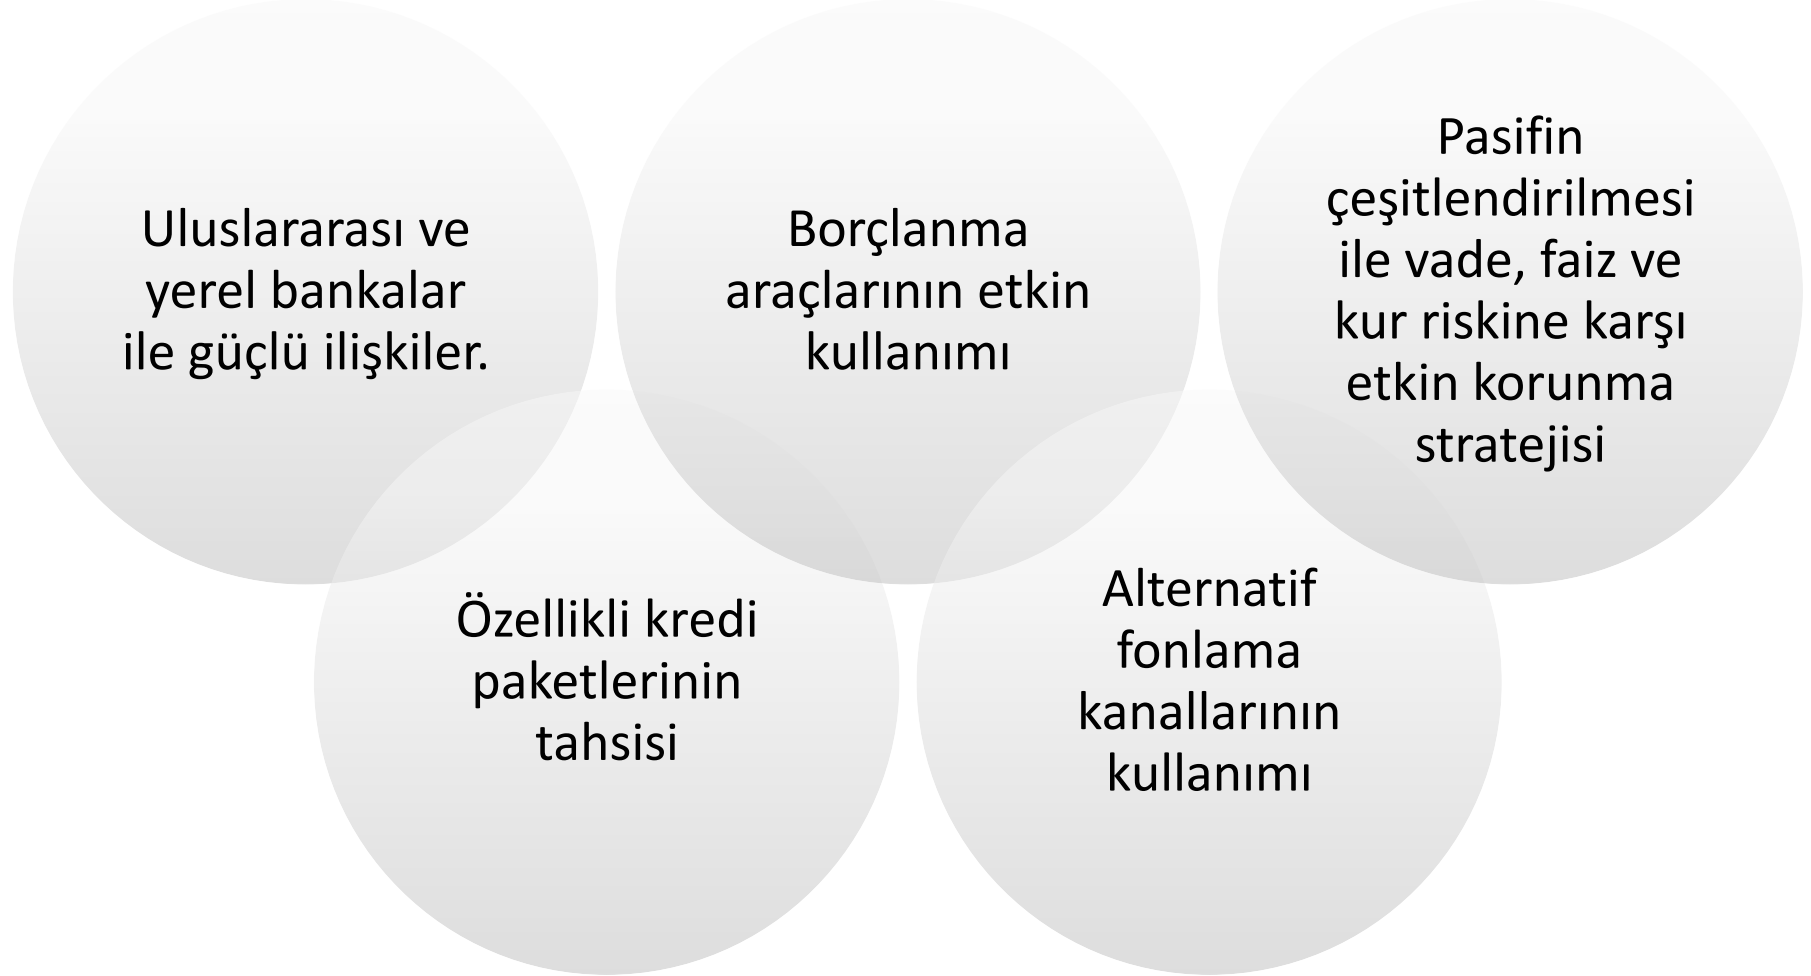 Uluslararası ve
yerel bankalar
ile güçlü ilişkiler.
Özellikli kredi
paketlerinin
tahsisi
Borçlanma
araçlarının etkin
kullanımı
Alternatif
fonlama
kanallarının
kullanımı
Pasifin
çeşitlendirilmesi
ile vade, faiz ve
kur riskine karşı
etkin korunma
stratejisi